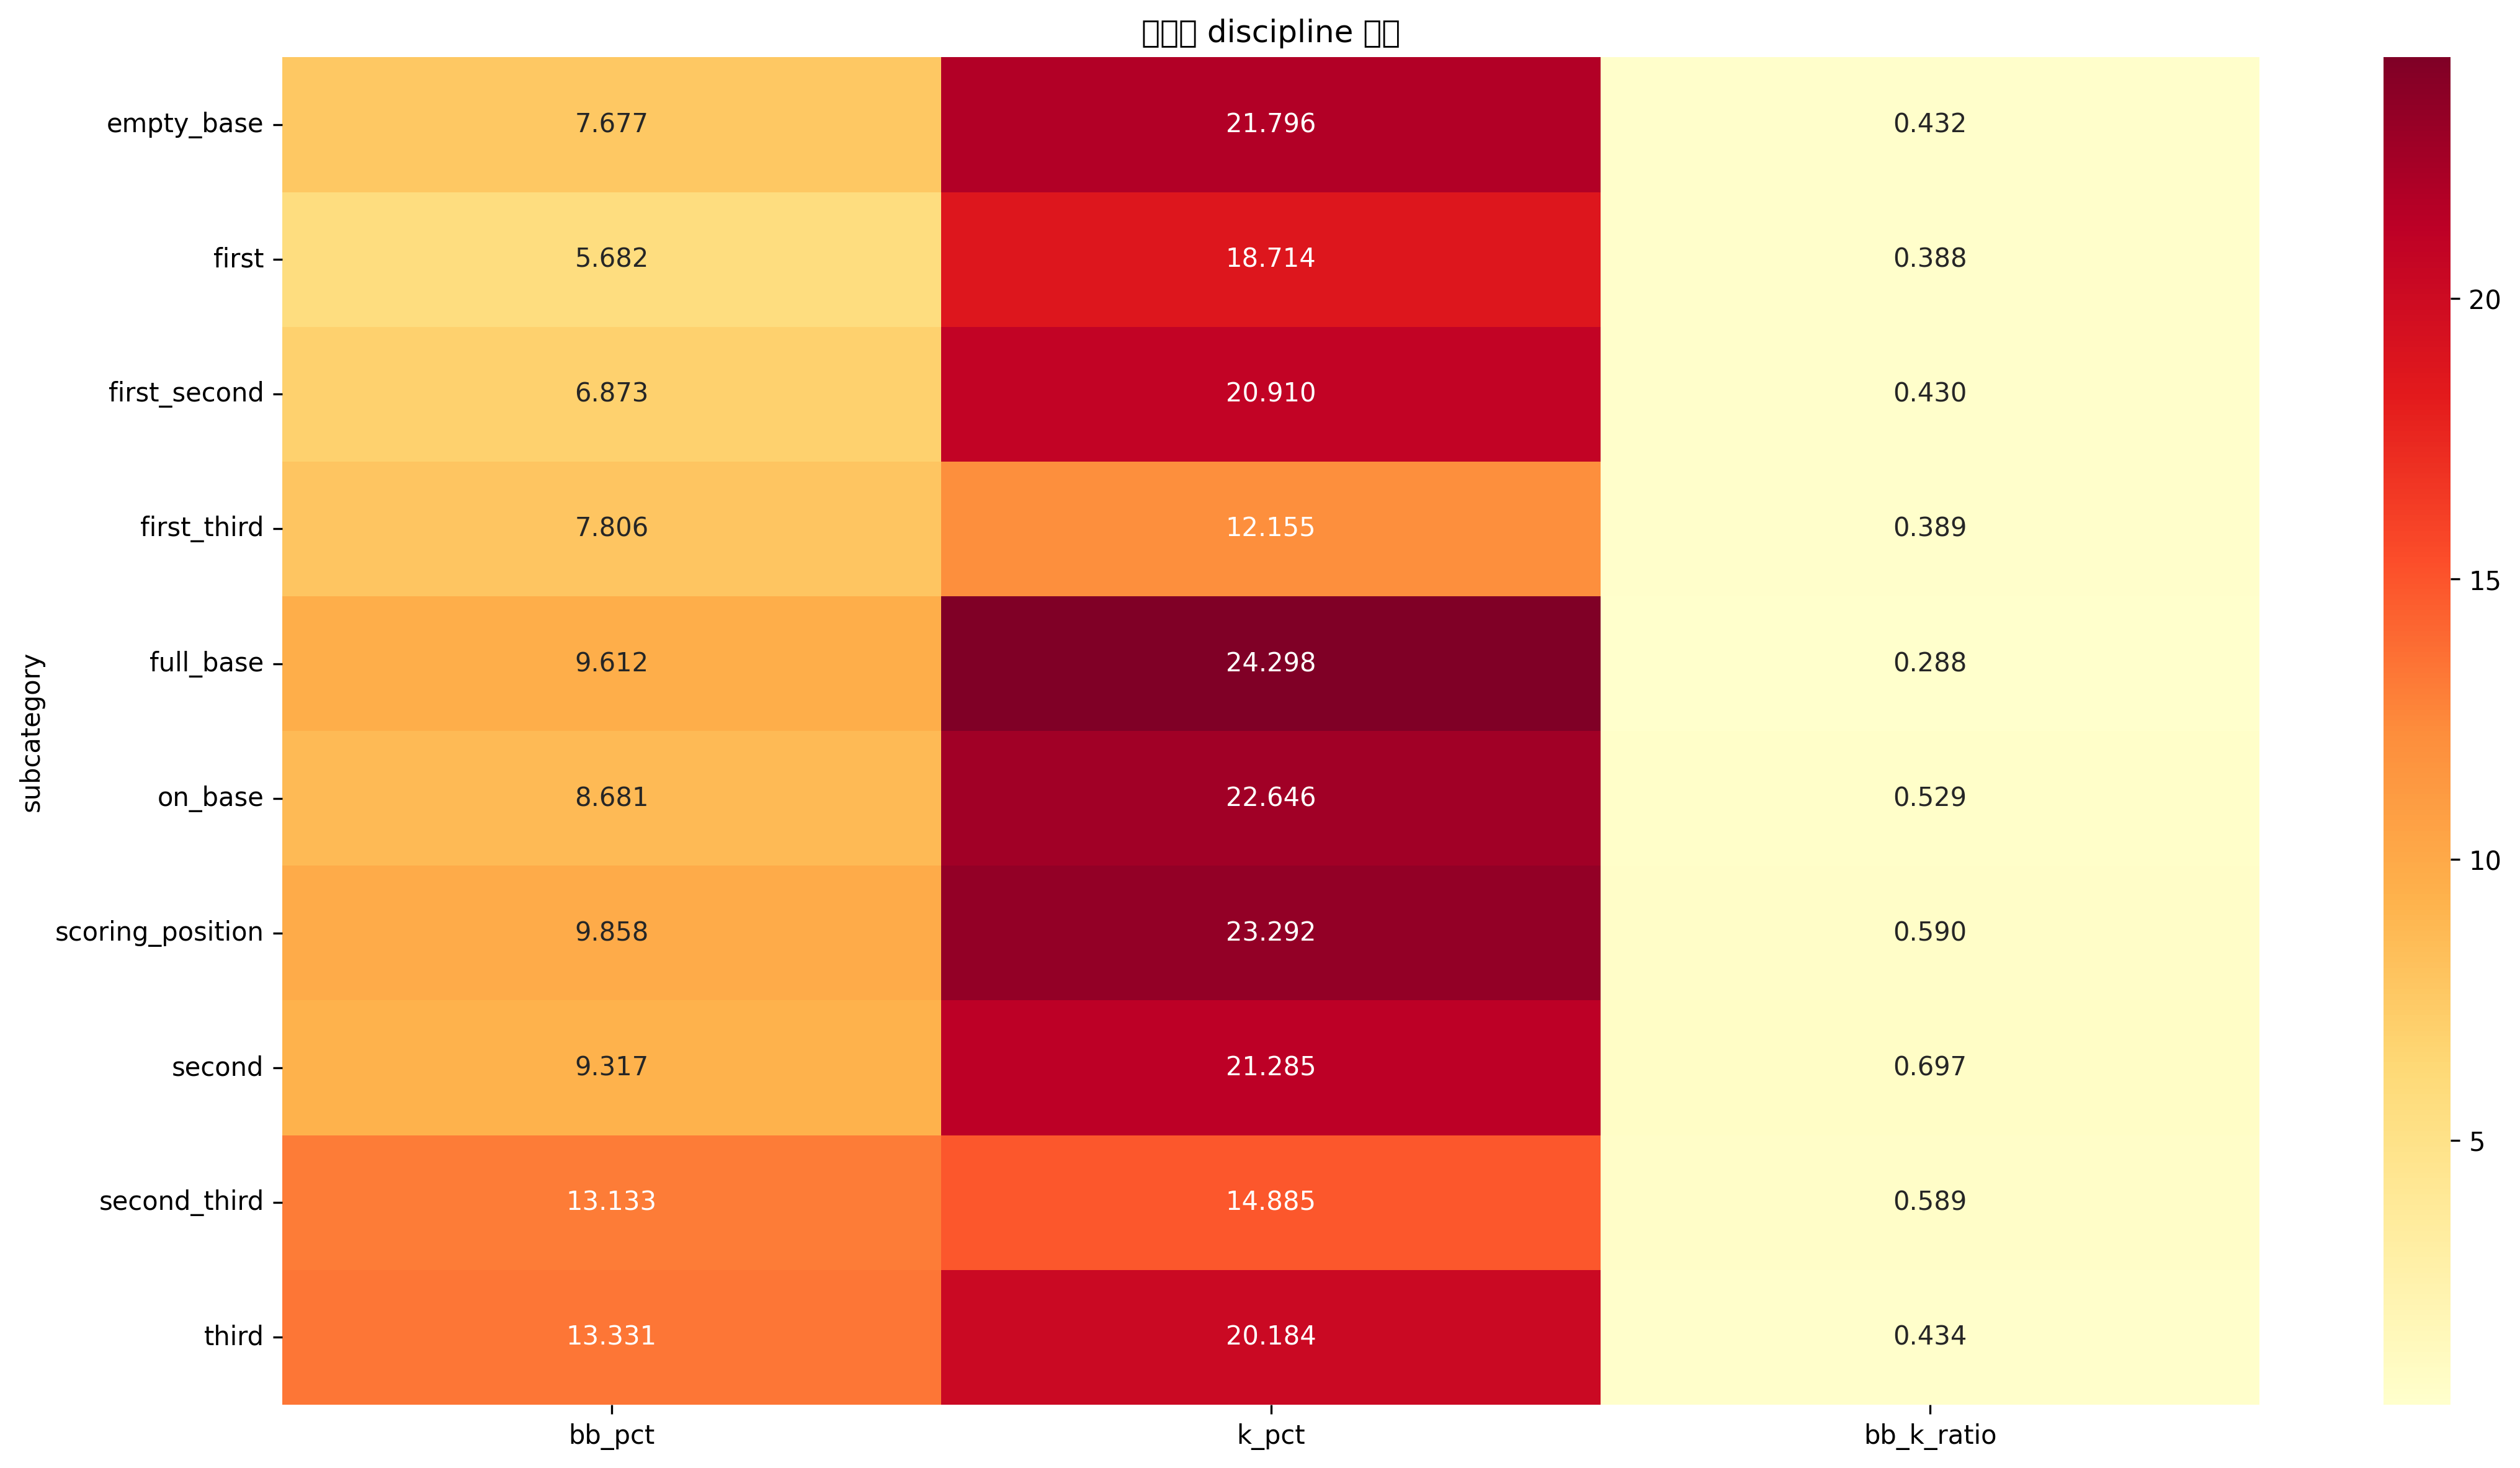 discipline
empty_base 7.677 21.796 0.432
first 5.682 18.714 0.388
20
first_second 6.873 20.910 0.430
first_third 7.806 12.155 0.389
15
full_base 9.612 24.298 0.288
subcategory
on_base 8.681 22.646 0.529
10
scoring_position 9.858 23.292 0.590
second 9.317 21.285 0.697
5
second_third 13.133 14.885 0.589
third 13.331 20.184 0.434
bb_pct k_pct bb_k_ratio